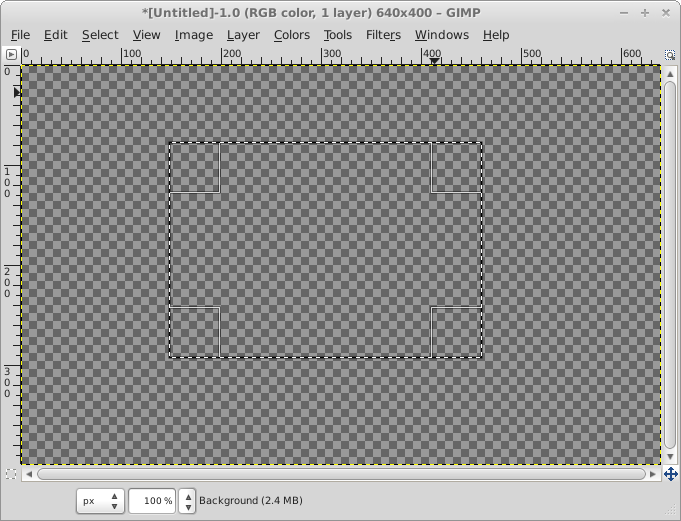 *[Untitled]-1.0 (RGB color, 1 layer) 640x400 – GIMP
File Edit Select View Image Layer Colors Tools Filters Windows Help
0 100 200 300 400 500 600
0
100
200
300
px 100 % Background (2.4 MB)